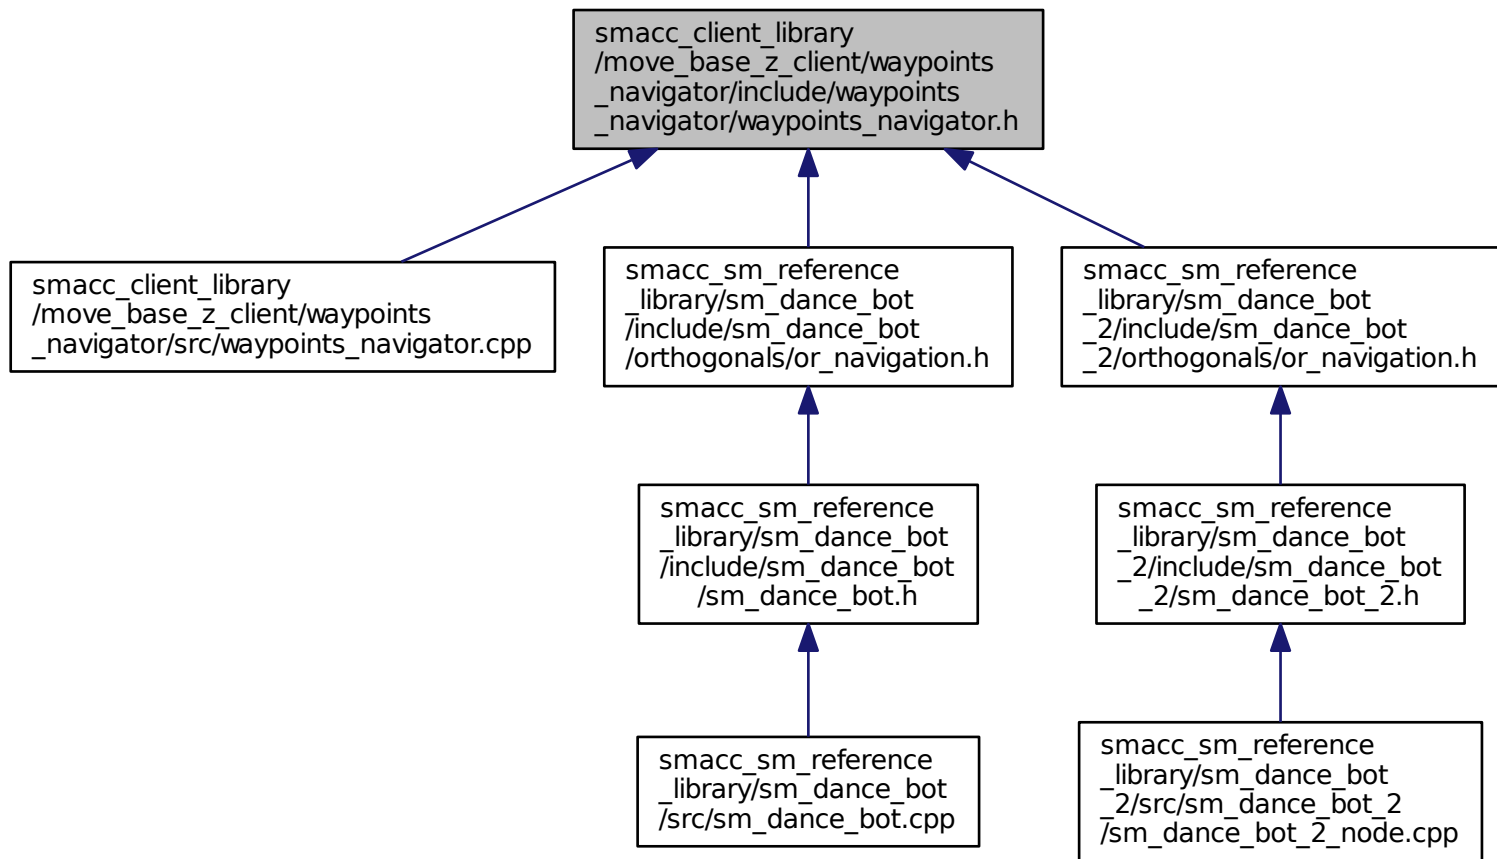 smacc_client_library
/move_base_z_client/waypoints
_navigator/include/waypoints
_navigator/waypoints_navigator.h
smacc_client_library
/move_base_z_client/waypoints
_navigator/src/waypoints_navigator.cpp
smacc_sm_reference
_library/sm_dance_bot
/include/sm_dance_bot
/orthogonals/or_navigation.h
smacc_sm_reference
_library/sm_dance_bot
_2/include/sm_dance_bot
_2/orthogonals/or_navigation.h
smacc_sm_reference
_library/sm_dance_bot
/include/sm_dance_bot
/sm_dance_bot.h
smacc_sm_reference
_library/sm_dance_bot
_2/include/sm_dance_bot
_2/sm_dance_bot_2.h
smacc_sm_reference
_library/sm_dance_bot
/src/sm_dance_bot.cpp
smacc_sm_reference
_library/sm_dance_bot
_2/src/sm_dance_bot_2
/sm_dance_bot_2_node.cpp